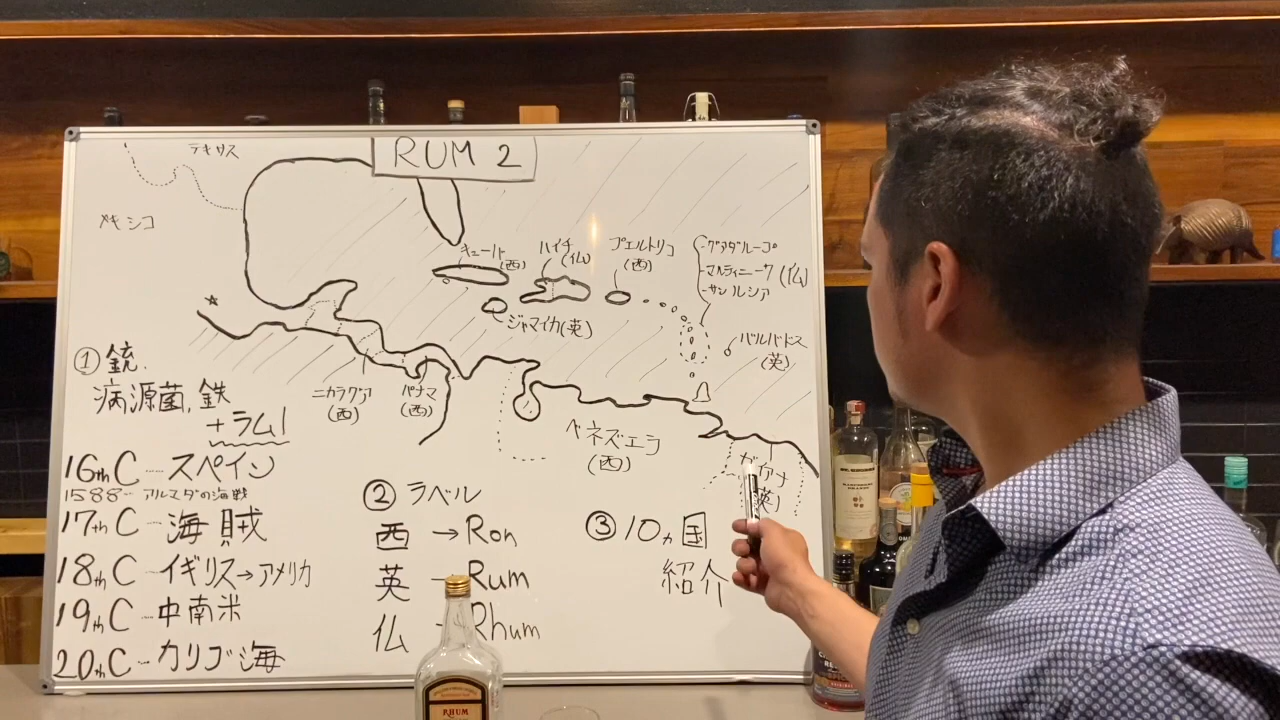 RUM 2
テキサス
メキシコ
キューバ
(西)
ハイチ
(仏)
プエルトリコ
(西)
グアダループ
マルティニーク (仏)
サンルシア
ジャマイカ(英)
バルバドス
(英)
ニカラグア
(西)
パナマ
(西)
ベネズエラ
(西)
ガイアナ
(英)
① 銃、
病源菌、鉄
+ラム!
16thC…スペイン
1588…アルマダの海戦
17thC…海賊
18thC…イギリス→アメリカ
19thC…中南米
20thC…カリブ海
② ラベル
西→Ron
英→Rum
仏→Rhum
③10ヵ国
紹介
RHUM